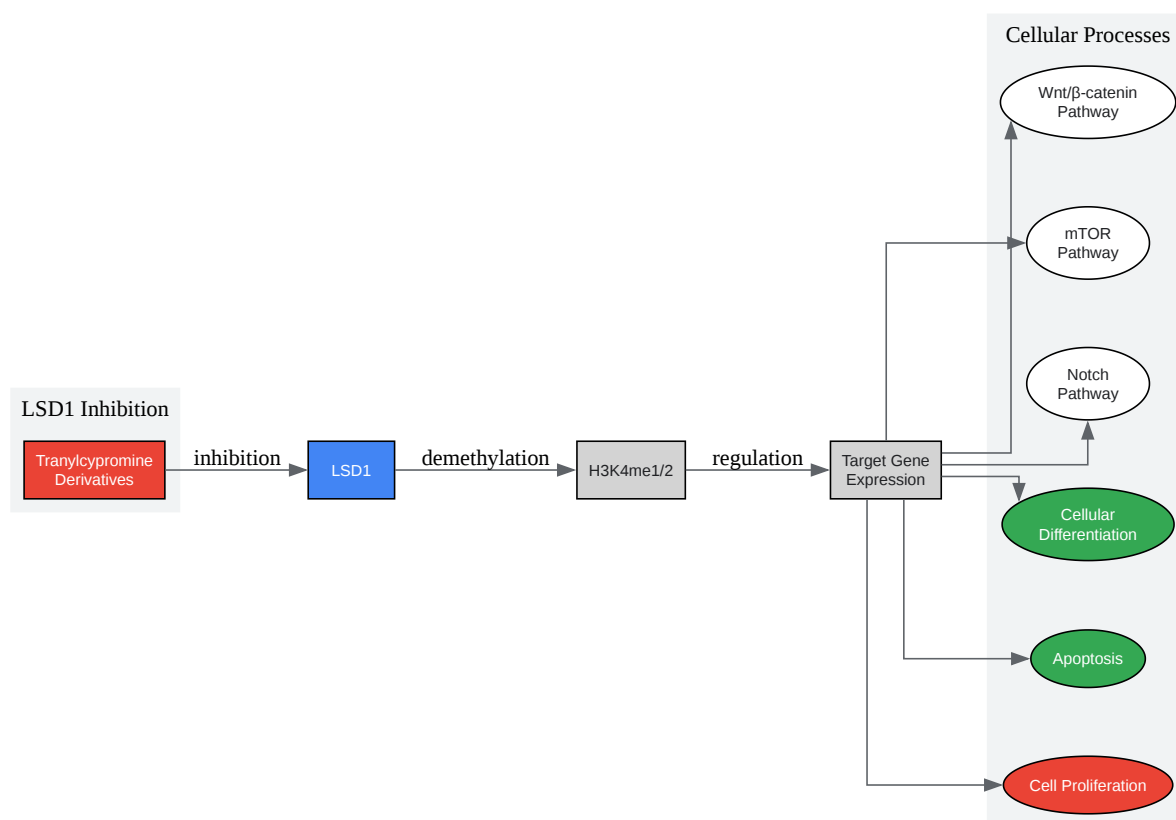 LSD1 Inhibition
Tranylcypromine
Derivatives
inhibition
LSD1
demethylation
H3K4me1/2
regulation
Target Gene
Expression
Cellular Processes
Wnt/β-catenin
Pathway
mTOR
Pathway
Notch
Pathway
Cellular
Differentiation
Apoptosis
Cell Proliferation